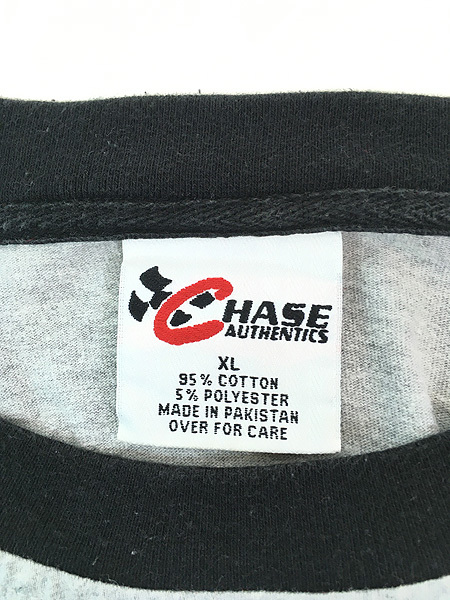 CHASE
AUTHENTICS
XL
95% COTTON
5% POLYESTER
MADE IN PAKISTAN
OVER FOR CARE